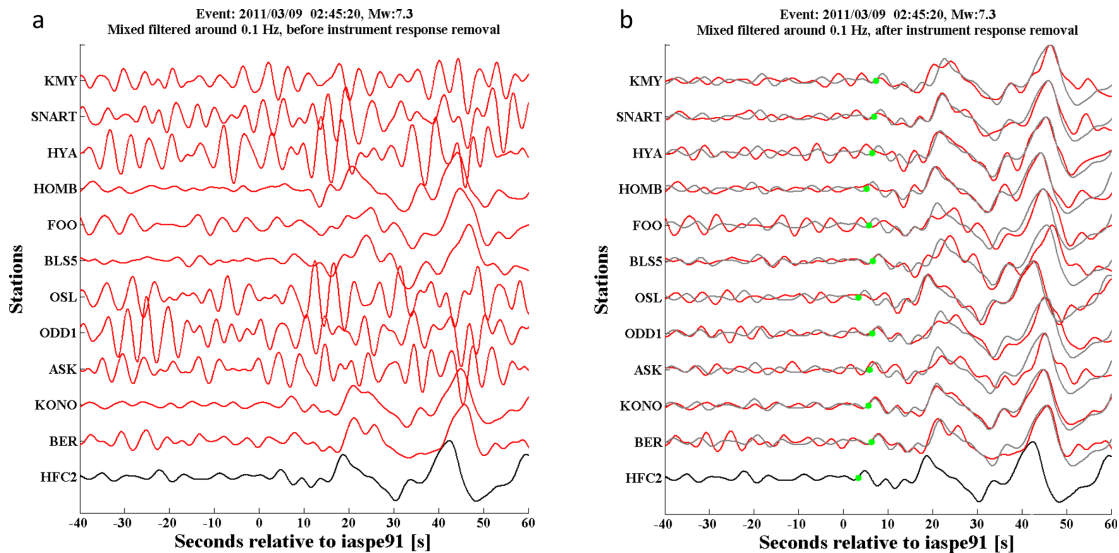 a
Event: 2011/03/09 02:45:20, Mw:7.3
Mixed filtered around 0.1 Hz, before instrument response removal
Stations
KMY
SNART
HYA
HOMB
FOO
BLS5
OSL
ODD1
ASK
KONO
BER
HFC2
-40 -30 -20 -10 0 10 20 30 40 50 60
Seconds relative to iaspe91 [s]
b
Event: 2011/03/09 02:45:20, Mw:7.3
Mixed filtered around 0.1 Hz, after instrument response removal
Stations
KMY
SNART
HYA
HOMB
FOO
BLS5
OSL
ODD1
ASK
KONO
BER
HFC2
-40 -30 -20 -10 0 10 20 30 40 50 60
Seconds relative to iaspe91 [s]